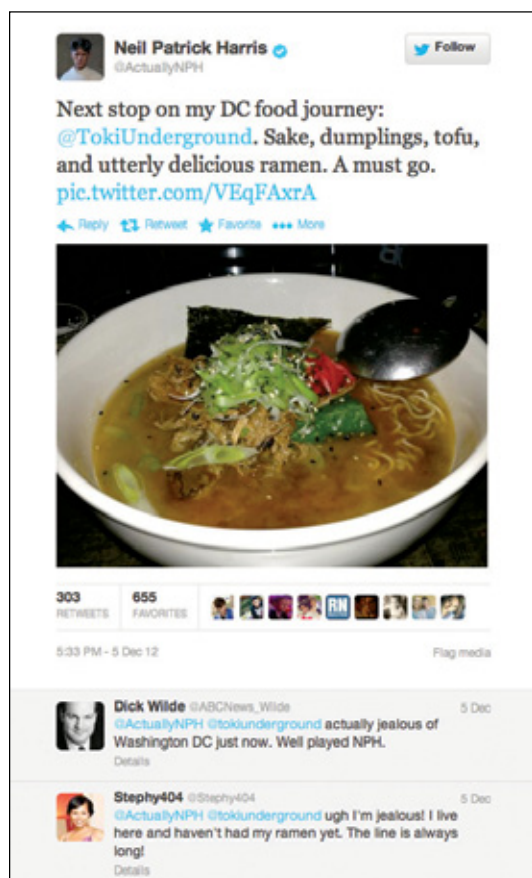 Neil Patrick Harris
Follow
@ActuallyNPH
Next stop on my DC food journey:
@TokiUnderground. Sake, dumplings, tofu,
and utterly delicious ramen. A must go.
pic.twitter.com/VEqFAxrA
Reply Retweet Favorite More
303 655
RETWEETS FAVORITES
RN
5:33 PM - 5 Dec 12 Flag media
Dick Wilde @ABCNews_Wilde 5 Dec
@ActuallyNPH @tokiunderground actually jealous of
Washington DC just now. Well played NPH.
Details
Stephy404 @Stephy404 5 Dec
@ActuallyNPH @tokiunderground ugh I'm jealous! I live
here and haven't had my ramen yet. The line is always
long!
Details